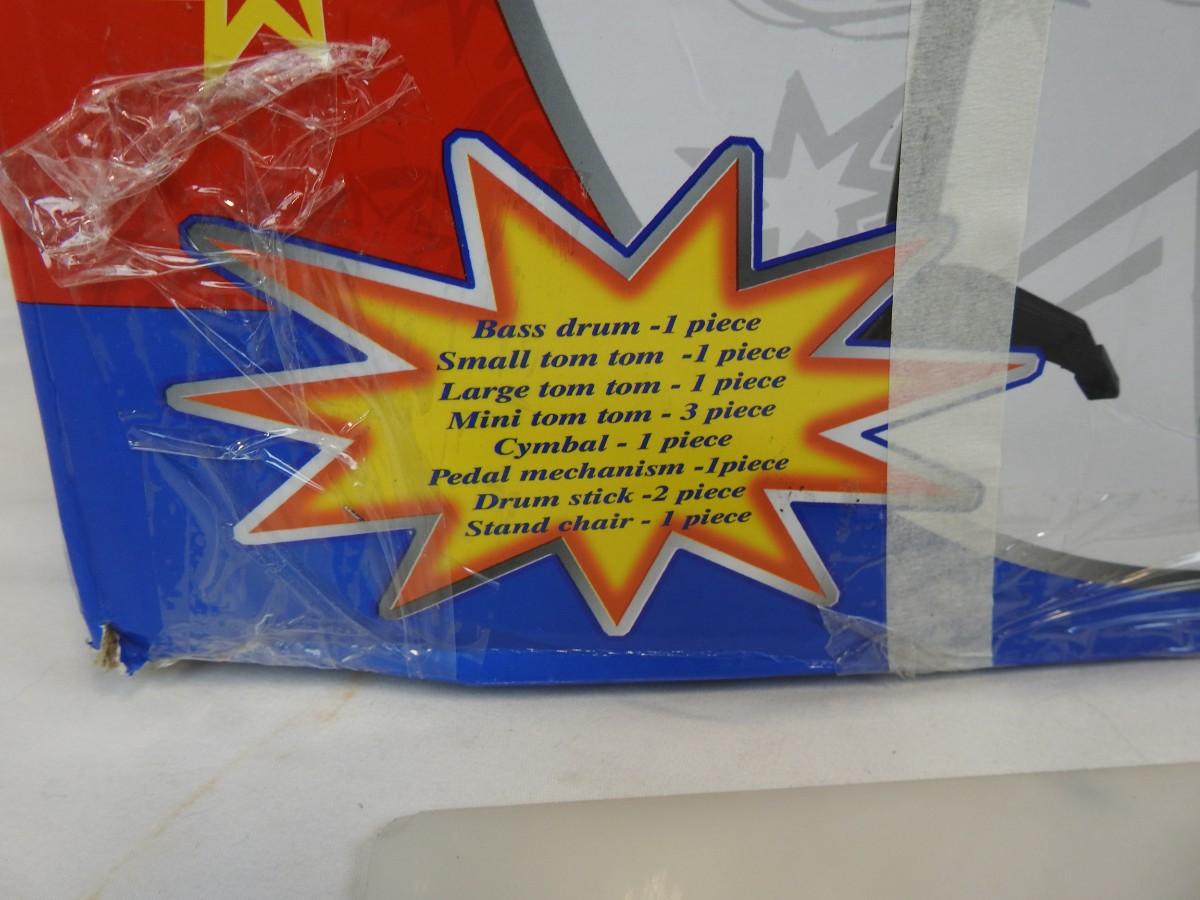 Bass drum -1 piece
Small tom tom -1 piece
Large tom tom - 1 piece
Mini tom tom - 3 piece
Cymbal - 1 piece
Pedal mechanism -1piece
Drum stick -2 piece
Stand chair - 1 piece